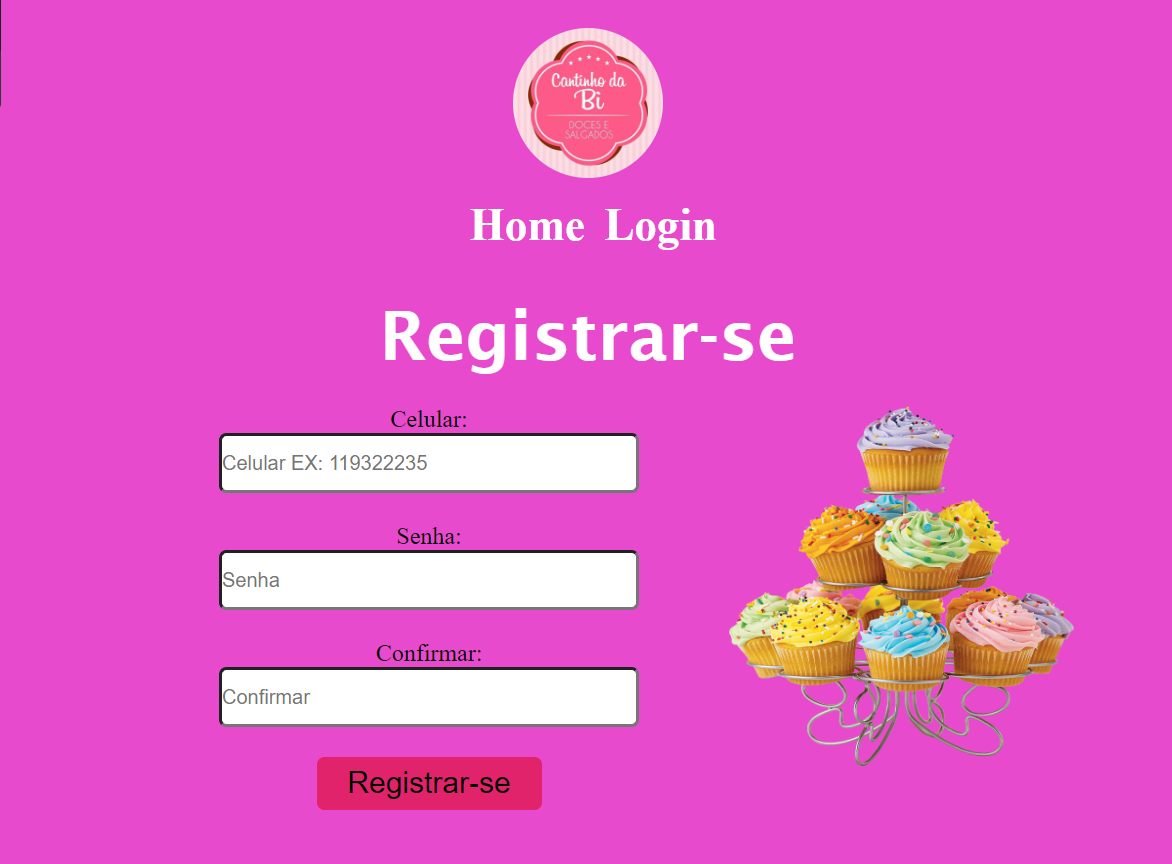 Cantinho da
Bi
DOCES E
SALGADOS
Home Login
Registrar-se
Celular:
Celular EX: 119322235
Senha:
Senha
Confirmar:
Confirmar
Registrar-se